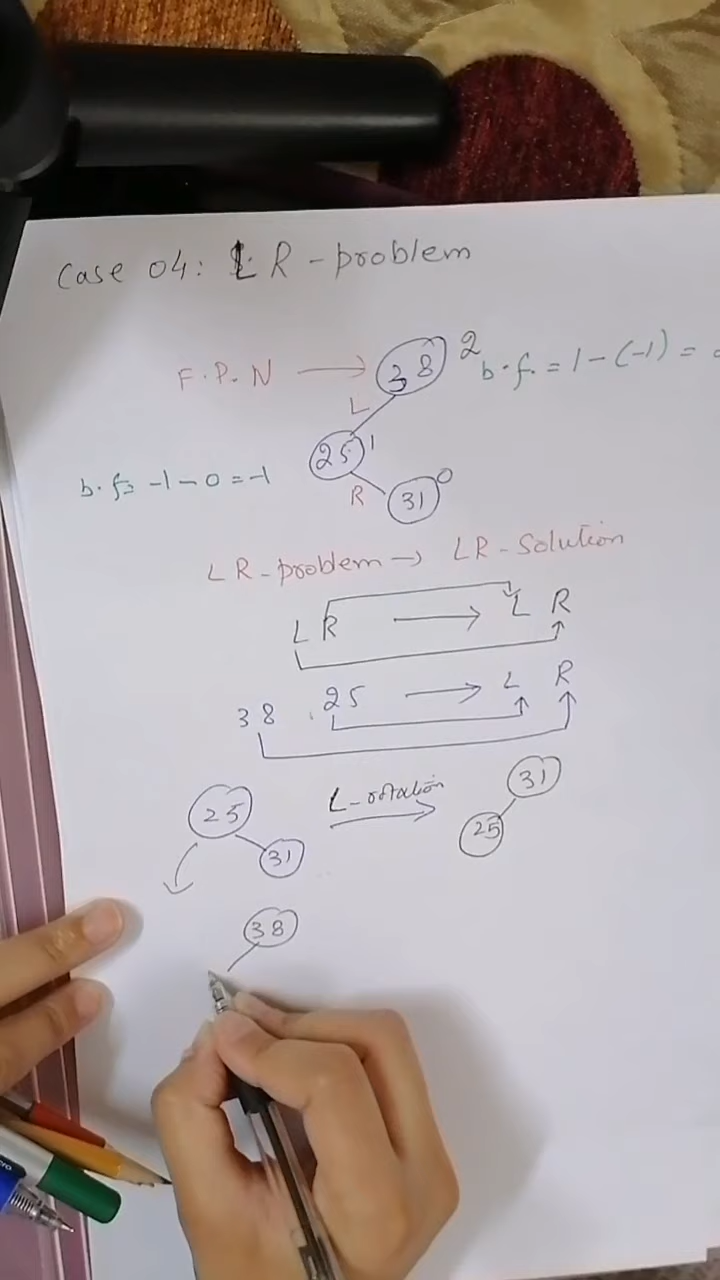 Case 04: LR-problem
F.P.N → 38 2 b.f. = 1-(-1) =
L
25 1
b.f= -1-0 = -1
R 31 0
LR-problem → LR-Solution
LR → LR
38 25 → L R
25 31 L-rotation 31 25
38